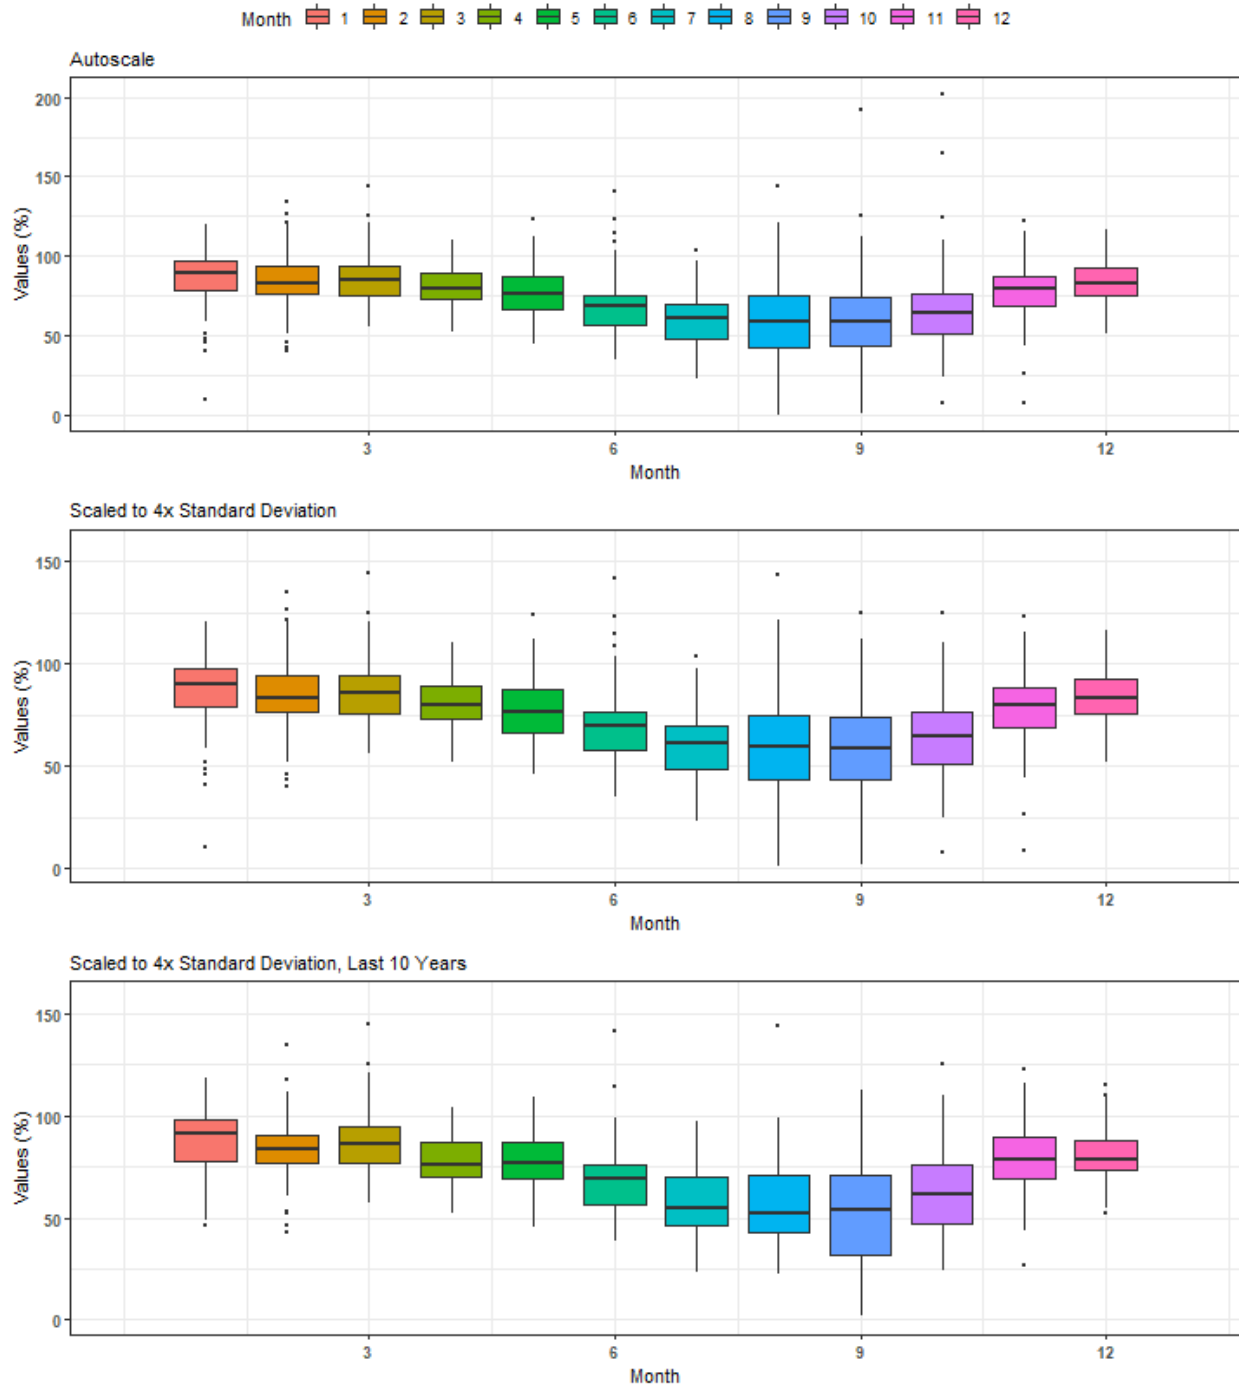 Month 1 2 3 4 5 6 7 8 9 10 11 12
Autoscale
Values (%)
200
150
100
50
0
3 6 9 12
Month
Scaled to 4x Standard Deviation
Values (%)
150
100
50
0
3 6 9 12
Month
Scaled to 4x Standard Deviation, Last 10 Years
Values (%)
150
100
50
0
3 6 9 12
Month